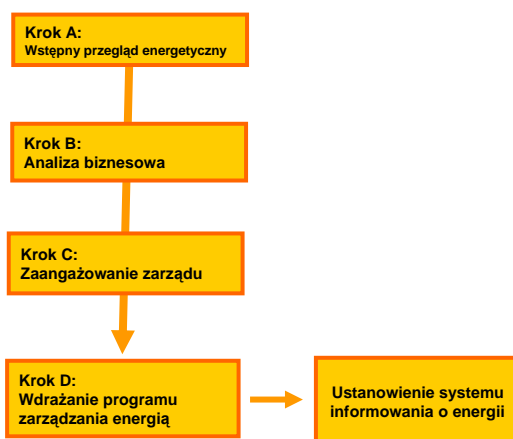 Krok A:
Wstępny przegląd energetyczny
Krok B:
Analiza biznesowa
Krok C:
Zaangażowanie zarządu
Krok D:
Wdrażanie programu
zarządzania energią
Ustanowienie systemu
informowania o energii